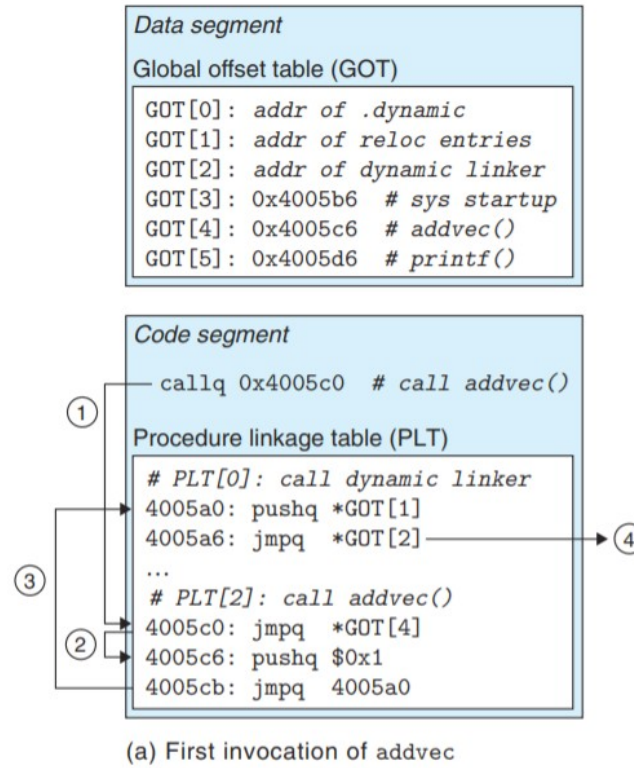 Data segment
Global offset table (GOT)
GOT[0]: addr of .dynamic
GOT[1]: addr of reloc entries
GOT[2]: addr of dynamic linker
GOT[3]: 0x4005b6 # sys startup
GOT[4]: 0x4005c6 # addvec()
GOT[5]: 0x4005d6 # printf()
Code segment
callq 0x4005c0 # call addvec()
1
Procedure linkage table (PLT)
# PLT[0]: call dynamic linker
4005a0: pushq *GOT[1]
4005a6: jmpq *GOT[2]
4
3
...
# PLT[2]: call addvec()
4005c0: jmpq *GOT[4]
2
4005c6: pushq $0x1
4005cb: jmpq 4005a0
(a) First invocation of addvec